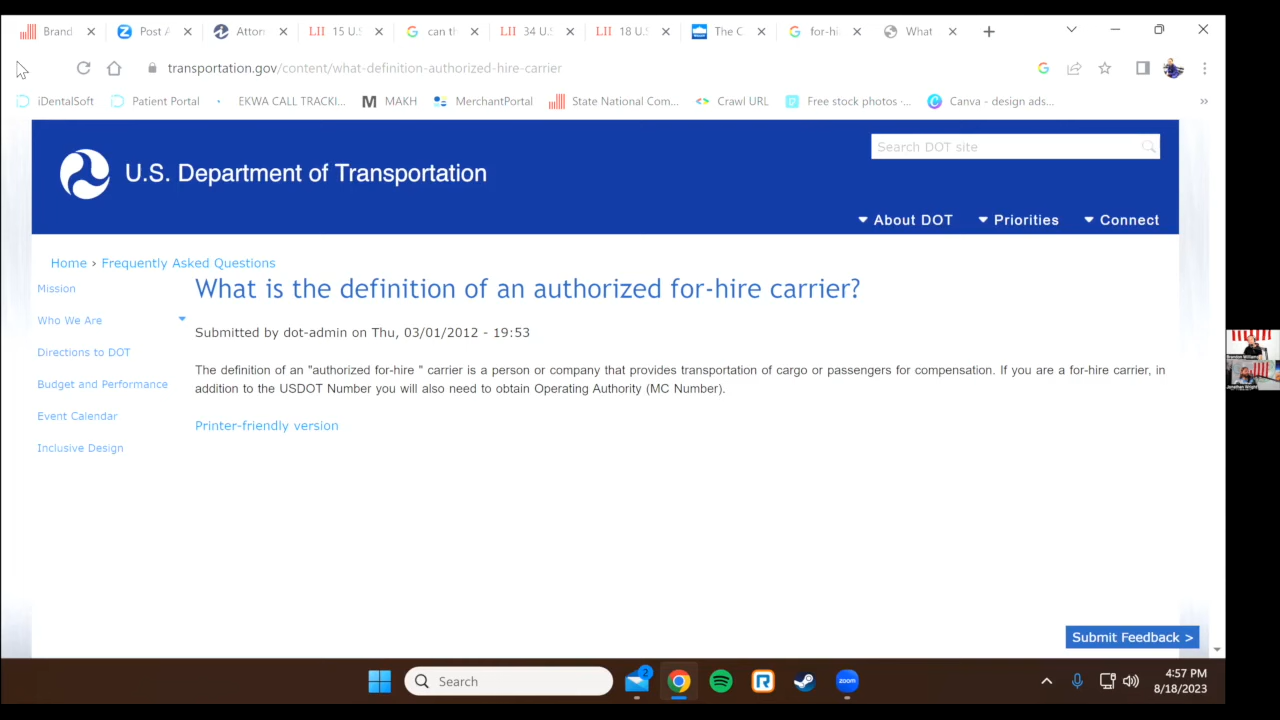 Brand
Post A
Attor
LII 15 U.S
can th
LII 34 U.S
LII 18 U.S
The C
for-hi
What
transportation.gov/content/what-definition-authorized-hire-carrier
iDentalSoft
Patient Portal
EKWA CALL TRACKI...
M MAKH
MerchantPortal
State National Com...
Crawl URL
Free stock photos ·...
Canva - design ads...
»
U.S. Department of Transportation
Search DOT site
About DOT
Priorities
Connect
Home › Frequently Asked Questions
Mission
Who We Are
Directions to DOT
Budget and Performance
Event Calendar
Inclusive Design
What is the definition of an authorized for-hire carrier?
Submitted by dot-admin on Thu, 03/01/2012 - 19:53
The definition of an "authorized for-hire " carrier is a person or company that provides transportation of cargo or passengers for compensation. If you are a for-hire carrier, in
addition to the USDOT Number you will also need to obtain Operating Authority (MC Number).
Printer-friendly version
Submit Feedback >
Search
2
zoom
4:57 PM
8/18/2023